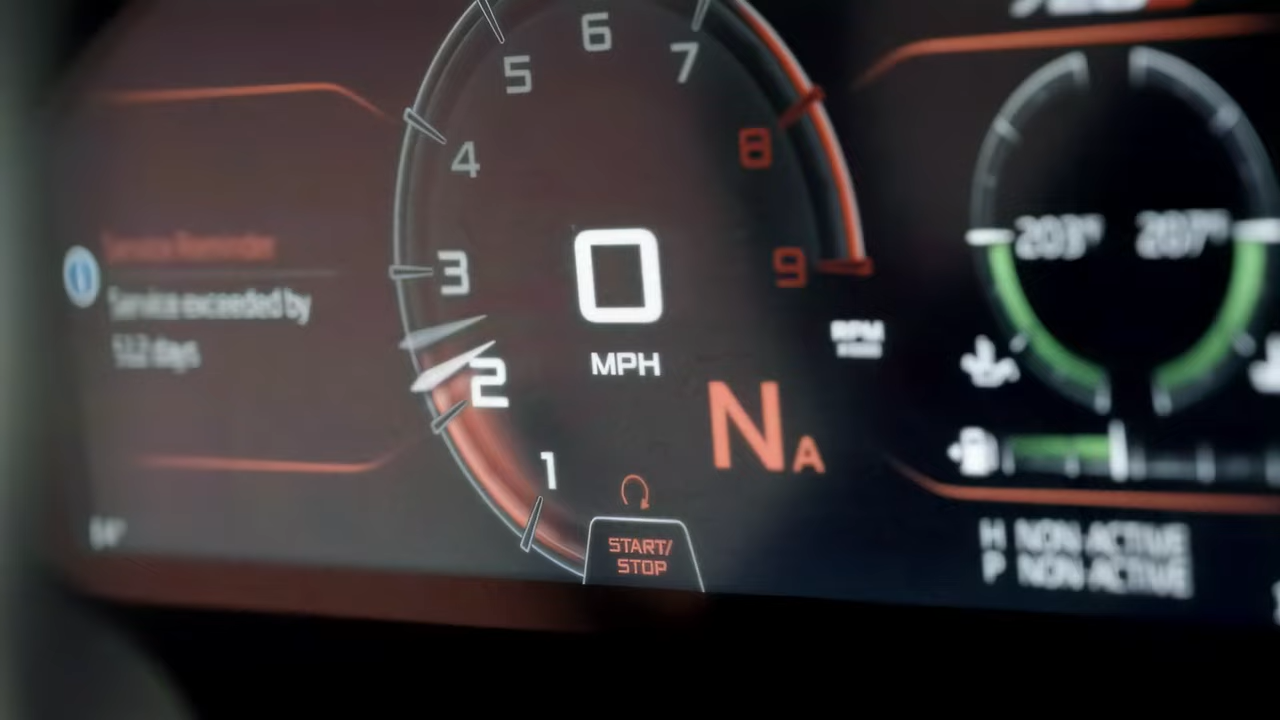 6
5
7
4
8
3
0
9
2
MPH
RPM
1
N A
START/
STOP
Service Reminder
Service exceeded by
512 days
203°F 207°F
H NON-ACTIVE
P NON-ACTIVE